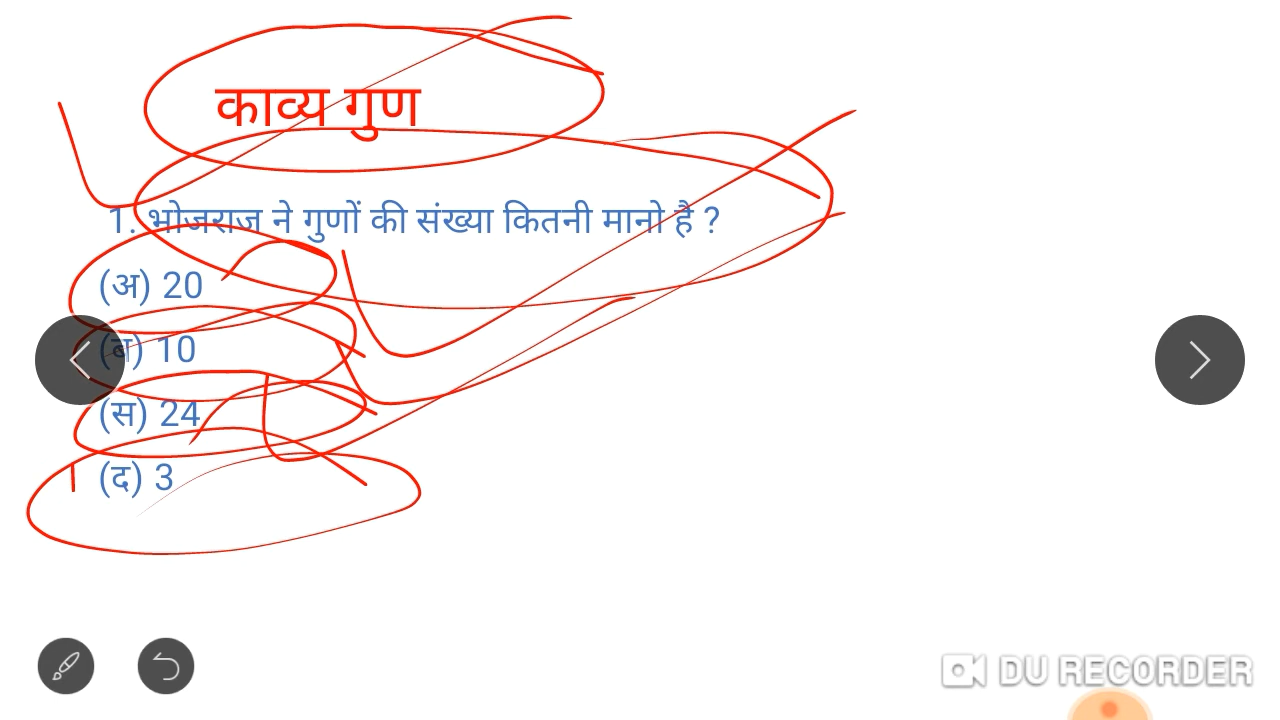 काव्य गुण
1. भोजराज ने गुणों की संख्या कितनी मानो है ?
(अ) 20
(ब) 10
(स) 24
(द) 3
DU RECORDER